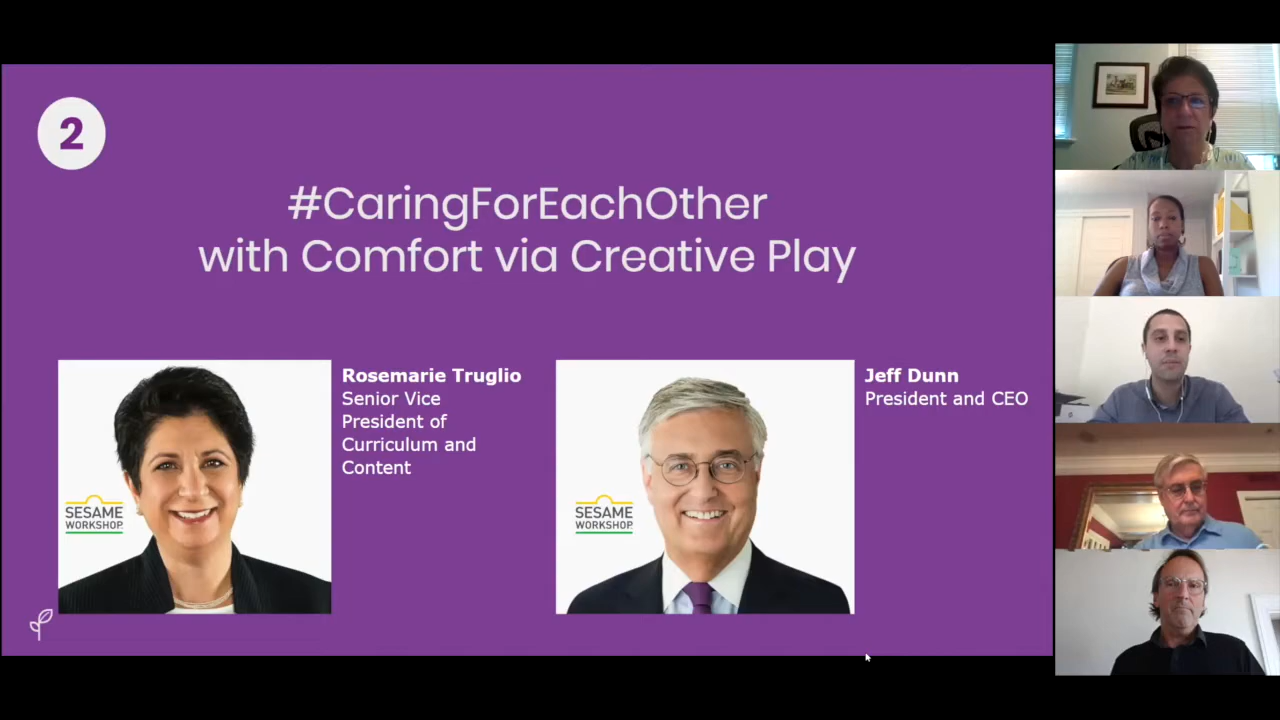 2
#CaringForEachOther
with Comfort via Creative Play
SESAME
WORKSHOP
Rosemarie Truglio
Senior Vice
President of
Curriculum and
Content
SESAME
WORKSHOP
Jeff Dunn
President and CEO